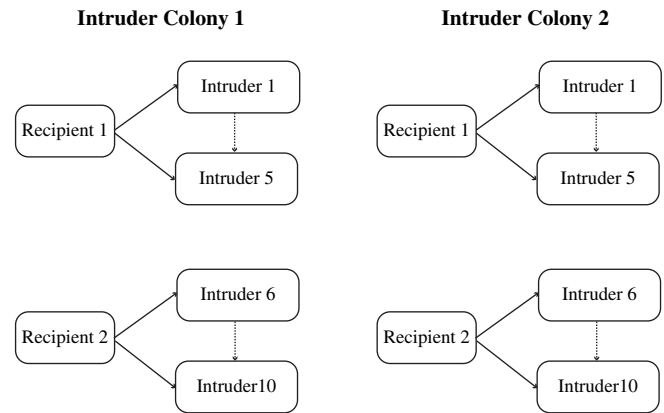 Intruder Colony 1
Intruder Colony 2
Intruder 1
Recipient 1
Intruder 5
Intruder 1
Recipient 1
Intruder 5
Intruder 6
Recipient 2
Intruder10
Intruder 6
Recipient 2
Intruder10